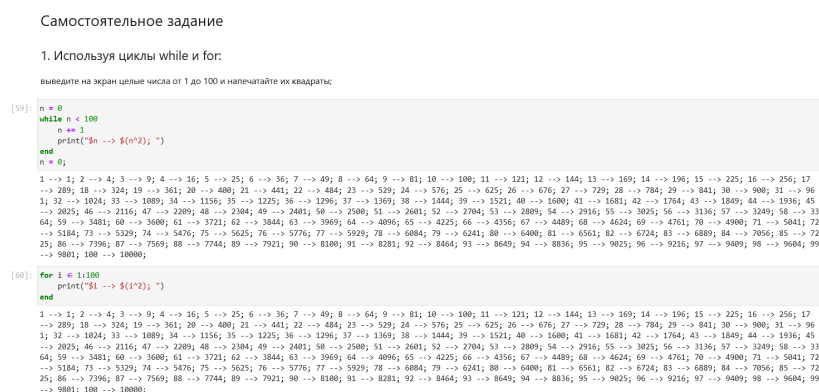 Самостоятельное задание
1. Используя циклы while и for:
выведите на экран целые числа от 1 до 100 и напечатайте их квадраты;
[59]: n = 0
while n < 100
    n += 1
    print("$n --> $(n^2); ")
end
n = 0;
1 --> 1; 2 --> 4; 3 --> 9; 4 --> 16; 5 --> 25; 6 --> 36; 7 --> 49; 8 --> 64; 9 --> 81; 10 --> 100; 11 --> 121; 12 --> 144; 13 --> 169; 14 --> 196; 15 --> 225; 16 --> 256; 17
--> 289; 18 --> 324; 19 --> 361; 20 --> 400; 21 --> 441; 22 --> 484; 23 --> 529; 24 --> 576; 25 --> 625; 26 --> 676; 27 --> 729; 28 --> 784; 29 --> 841; 30 --> 900; 31 --> 96
1; 32 --> 1024; 33 --> 1089; 34 --> 1156; 35 --> 1225; 36 --> 1296; 37 --> 1369; 38 --> 1444; 39 --> 1521; 40 --> 1600; 41 --> 1681; 42 --> 1764; 43 --> 1849; 44 --> 1936; 45
--> 2025; 46 --> 2116; 47 --> 2209; 48 --> 2304; 49 --> 2401; 50 --> 2500; 51 --> 2601; 52 --> 2704; 53 --> 2809; 54 --> 2916; 55 --> 3025; 56 --> 3136; 57 --> 3249; 58 --> 33
64; 59 --> 3481; 60 --> 3600; 61 --> 3721; 62 --> 3844; 63 --> 3969; 64 --> 4096; 65 --> 4225; 66 --> 4356; 67 --> 4489; 68 --> 4624; 69 --> 4761; 70 --> 4900; 71 --> 5041; 72
--> 5184; 73 --> 5329; 74 --> 5476; 75 --> 5625; 76 --> 5776; 77 --> 5929; 78 --> 6084; 79 --> 6241; 80 --> 6400; 81 --> 6561; 82 --> 6724; 83 --> 6889; 84 --> 7056; 85 --> 72
25; 86 --> 7396; 87 --> 7569; 88 --> 7744; 89 --> 7921; 90 --> 8100; 91 --> 8281; 92 --> 8464; 93 --> 8649; 94 --> 8836; 95 --> 9025; 96 --> 9216; 97 --> 9409; 98 --> 9604; 99
--> 9801; 100 --> 10000;
[60]: for i ∈ 1:100
    print("$i --> $(i^2); ")
end
1 --> 1; 2 --> 4; 3 --> 9; 4 --> 16; 5 --> 25; 6 --> 36; 7 --> 49; 8 --> 64; 9 --> 81; 10 --> 100; 11 --> 121; 12 --> 144; 13 --> 169; 14 --> 196; 15 --> 225; 16 --> 256; 17
--> 289; 18 --> 324; 19 --> 361; 20 --> 400; 21 --> 441; 22 --> 484; 23 --> 529; 24 --> 576; 25 --> 625; 26 --> 676; 27 --> 729; 28 --> 784; 29 --> 841; 30 --> 900; 31 --> 96
1; 32 --> 1024; 33 --> 1089; 34 --> 1156; 35 --> 1225; 36 --> 1296; 37 --> 1369; 38 --> 1444; 39 --> 1521; 40 --> 1600; 41 --> 1681; 42 --> 1764; 43 --> 1849; 44 --> 1936; 45
--> 2025; 46 --> 2116; 47 --> 2209; 48 --> 2304; 49 --> 2401; 50 --> 2500; 51 --> 2601; 52 --> 2704; 53 --> 2809; 54 --> 2916; 55 --> 3025; 56 --> 3136; 57 --> 3249; 58 --> 33
64; 59 --> 3481; 60 --> 3600; 61 --> 3721; 62 --> 3844; 63 --> 3969; 64 --> 4096; 65 --> 4225; 66 --> 4356; 67 --> 4489; 68 --> 4624; 69 --> 4761; 70 --> 4900; 71 --> 5041; 72
--> 5184; 73 --> 5329; 74 --> 5476; 75 --> 5625; 76 --> 5776; 77 --> 5929; 78 --> 6084; 79 --> 6241; 80 --> 6400; 81 --> 6561; 82 --> 6724; 83 --> 6889; 84 --> 7056; 85 --> 72
25; 86 --> 7396; 87 --> 7569; 88 --> 7744; 89 --> 7921; 90 --> 8100; 91 --> 8281; 92 --> 8464; 93 --> 8649; 94 --> 8836; 95 --> 9025; 96 --> 9216; 97 --> 9409; 98 --> 9604; 99
--> 9801; 100 --> 10000;